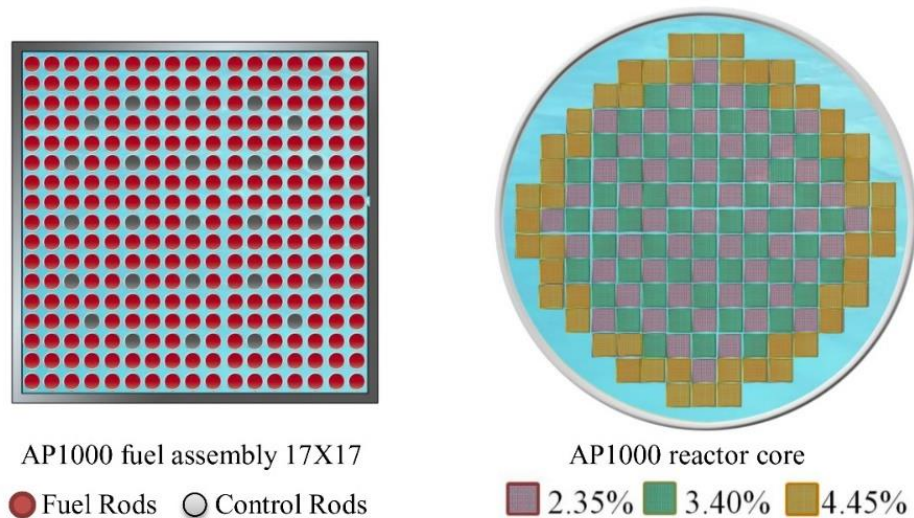 AP1000 fuel assembly 17X17
Fuel Rods Control Rods
AP1000 reactor core
2.35% 3.40% 4.45%